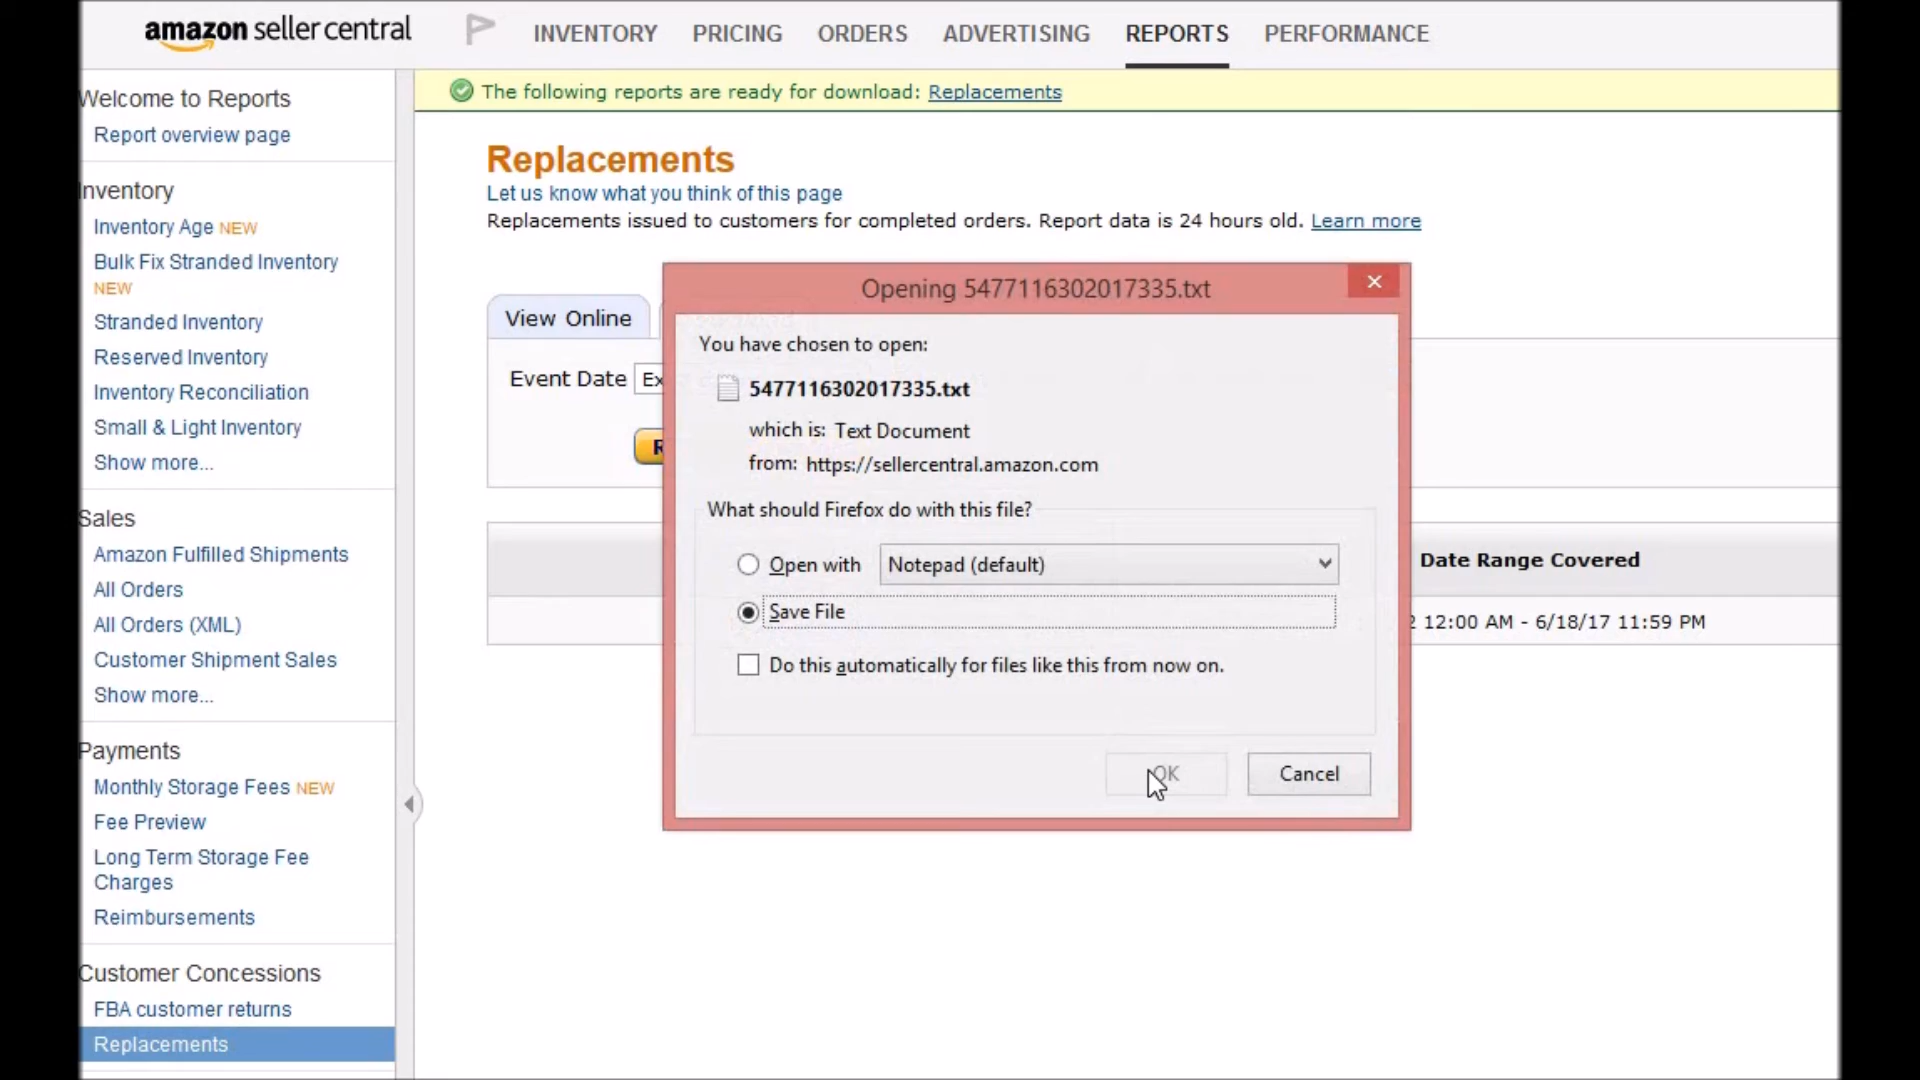 amazon seller central
INVENTORY PRICING ORDERS ADVERTISING REPORTS PERFORMANCE
Welcome to Reports
Report overview page
Inventory
Inventory Age NEW
Bulk Fix Stranded Inventory
NEW
Stranded Inventory
Reserved Inventory
Inventory Reconciliation
Small & Light Inventory
Show more...
Sales
Amazon Fulfilled Shipments
All Orders
All Orders (XML)
Customer Shipment Sales
Show more...
Payments
Monthly Storage Fees NEW
Fee Preview
Long Term Storage Fee
Charges
Reimbursements
Customer Concessions
FBA customer returns
Replacements
The following reports are ready for download: Replacements
Replacements
Let us know what you think of this page
Replacements issued to customers for completed orders. Report data is 24 hours old. Learn more
View Online
Event Date Ex
R
Date Range Covered
2 12:00 AM - 6/18/17 11:59 PM
Opening 5477116302017335.txt
You have chosen to open:
5477116302017335.txt
which is: Text Document
from: https://sellercentral.amazon.com
What should Firefox do with this file?
Open with Notepad (default)
Save File
Do this automatically for files like this from now on.
OK Cancel